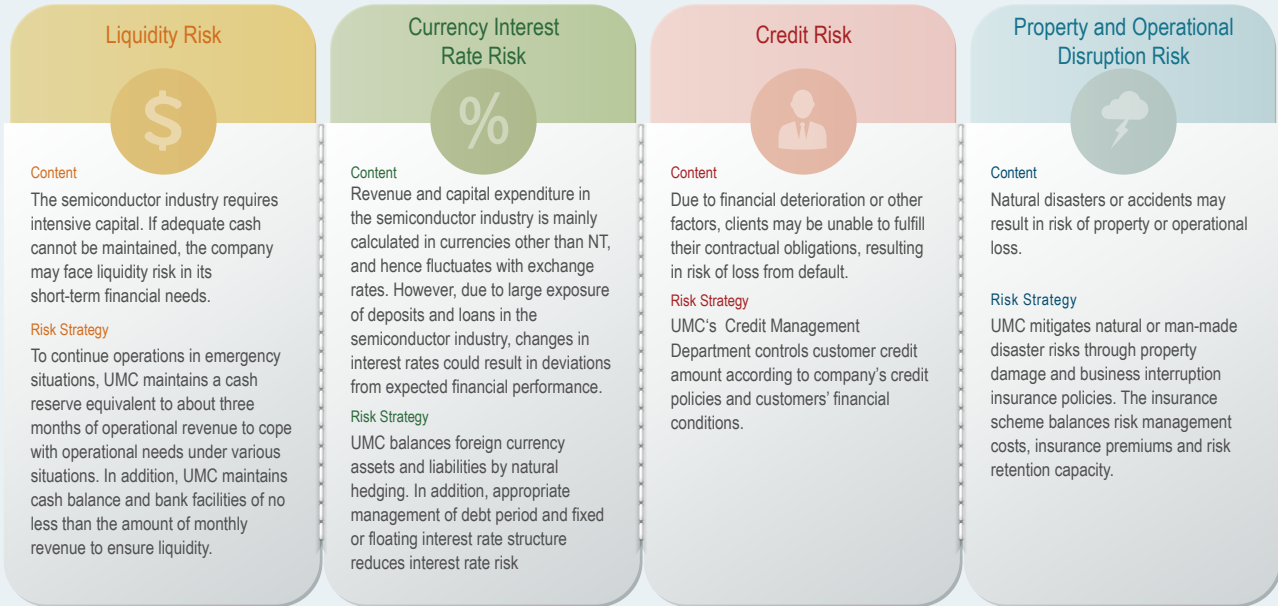 Liquidity Risk
$
Content
The semiconductor industry requires
intensive capital. If adequate cash
cannot be maintained, the company
may face liquidity risk in its
short-term financial needs.
Risk Strategy
To continue operations in emergency
situations, UMC maintains a cash
reserve equivalent to about three
months of operational revenue to cope
with operational needs under various
situations. In addition, UMC maintains
cash balance and bank facilities of no
less than the amount of monthly
revenue to ensure liquidity.
Currency Interest
Rate Risk
%
Content
Revenue and capital expenditure in
the semiconductor industry is mainly
calculated in currencies other than NT,
and hence fluctuates with exchange
rates. However, due to large exposure
of deposits and loans in the
semiconductor industry, changes in
interest rates could result in deviations
from expected financial performance.
Risk Strategy
UMC balances foreign currency
assets and liabilities by natural
hedging. In addition, appropriate
management of debt period and fixed
or floating interest rate structure
reduces interest rate risk
Credit Risk
Content
Due to financial deterioration or other
factors, clients may be unable to fulfill
their contractual obligations, resulting
in risk of loss from default.
Risk Strategy
UMC‘s  Credit Management
Department controls customer credit
amount according to company’s credit
policies and customers’ financial
conditions.
Property and Operational
Disruption Risk
Content
Natural disasters or accidents may
result in risk of property or operational
loss.
Risk Strategy
UMC mitigates natural or man-made
disaster risks through property
damage and business interruption
insurance policies. The insurance
scheme balances risk management
costs, insurance premiums and risk
retention capacity.